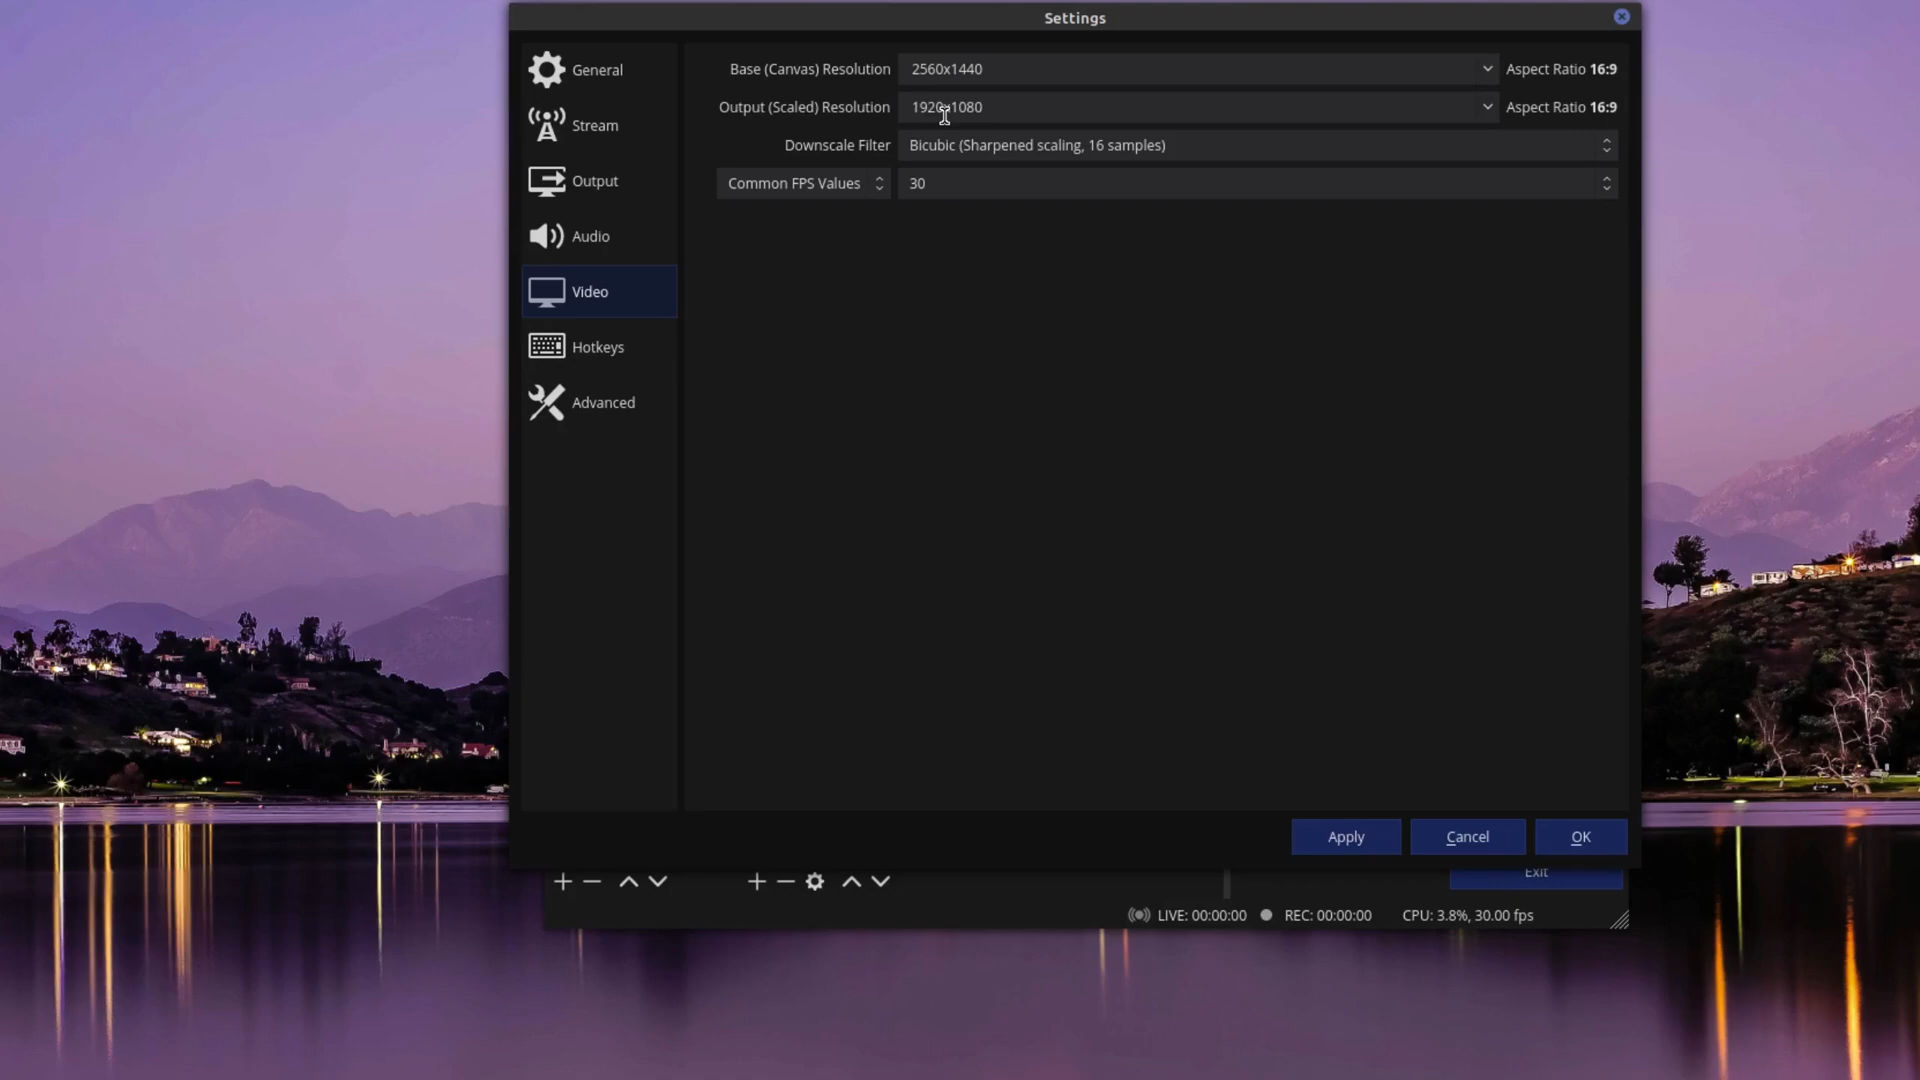 Settings
General
Stream
Output
Audio
Video
Hotkeys
Advanced
Base (Canvas) Resolution 2560x1440 Aspect Ratio 16:9
Output (Scaled) Resolution 1920x1080 Aspect Ratio 16:9
Downscale Filter Bicubic (Sharpened scaling, 16 samples)
Common FPS Values 30
Apply Cancel OK
Exit
LIVE: 00:00:00 REC: 00:00:00 CPU: 3.8%, 30.00 fps